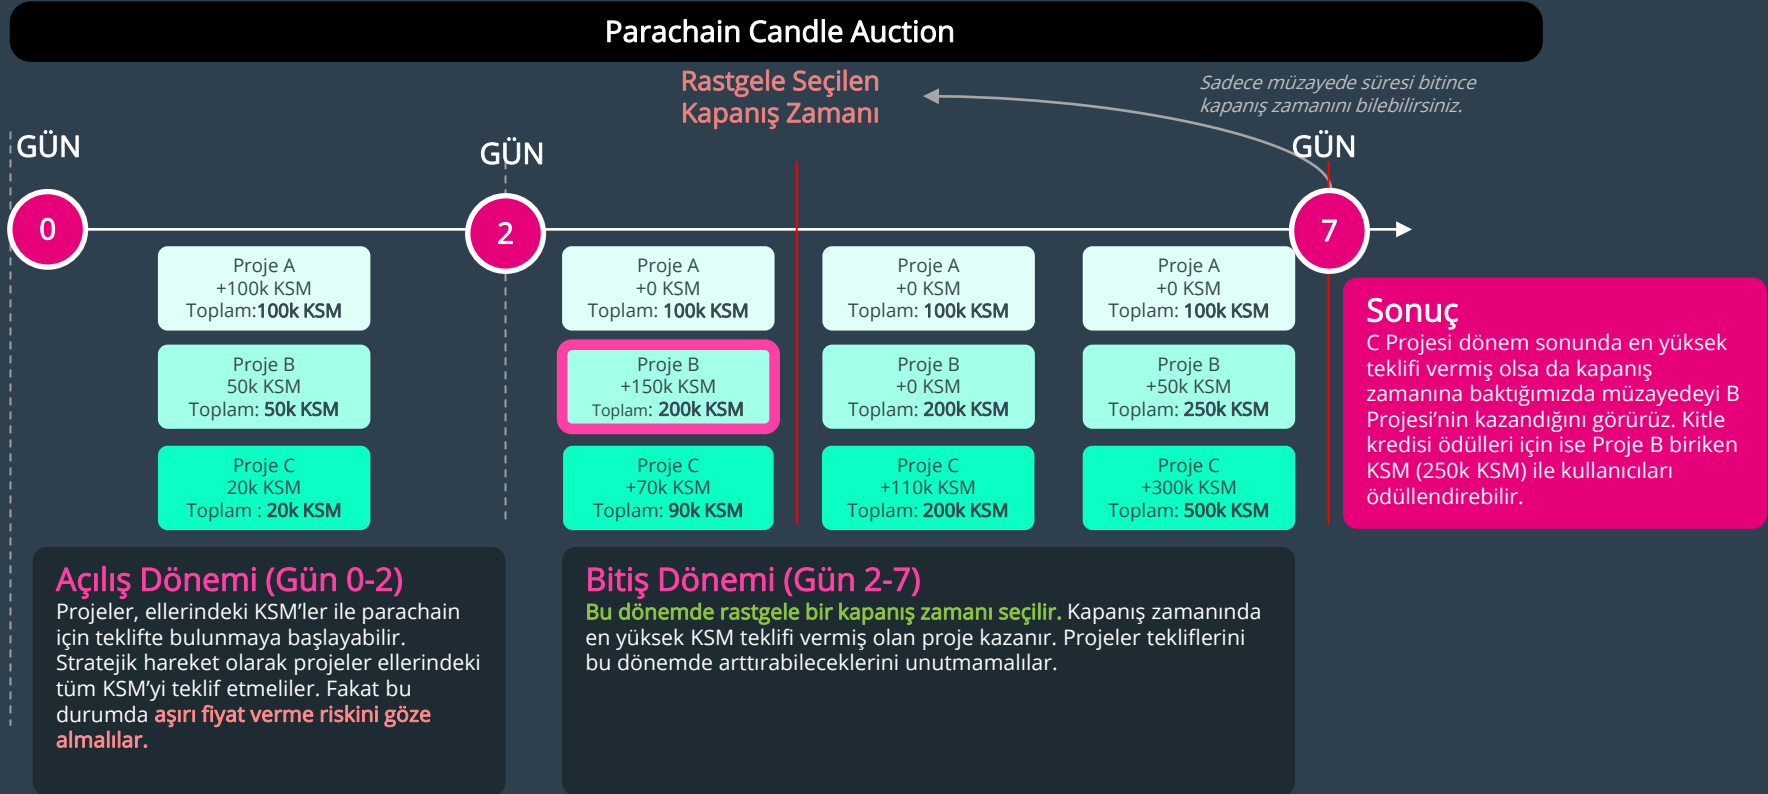 Parachain Candle Auction
Rastgele Seçilen
Kapanış Zamanı
Sadece müzayede süresi bitince
kapanış zamanını bilebilirsiniz.
GÜN
GÜN
GÜN
0
2
7
Proje A
+100k KSM
Toplam:100k KSM
Proje B
50k KSM
Toplam: 50k KSM
Proje C
20k KSM
Toplam : 20k KSM
Proje A
+0 KSM
Toplam: 100k KSM
Proje B
+150k KSM
Toplam: 200k KSM
Proje C
+70k KSM
Toplam: 90k KSM
Proje A
+0 KSM
Toplam: 100k KSM
Proje B
+0 KSM
Toplam: 200k KSM
Proje C
+110k KSM
Toplam: 200k KSM
Proje A
+0 KSM
Toplam: 100k KSM
Proje B
+50k KSM
Toplam: 250k KSM
Proje C
+300k KSM
Toplam: 500k KSM
Sonuç
C Projesi dönem sonunda en yüksek
teklifi vermiş olsa da kapanış
zamanına baktığımızda müzayedeyi B
Projesi’nin kazandığını görürüz. Kitle
kredisi ödülleri için ise Proje B biriken
KSM (250k KSM) ile kullanıcıları
ödüllendirebilir.
Açılış Dönemi (Gün 0-2)
Projeler, ellerindeki KSM’ler ile parachain
için teklifte bulunmaya başlayabilir.
Stratejik hareket olarak projeler ellerindeki
tüm KSM’yi teklif etmeliler. Fakat bu
durumda aşırı fiyat verme riskini göze
almalılar.
Bitiş Dönemi (Gün 2-7)
Bu dönemde rastgele bir kapanış zamanı seçilir. Kapanış zamanında
en yüksek KSM teklifi vermiş olan proje kazanır. Projeler tekliflerini
bu dönemde arttırabileceklerini unutmamalılar.